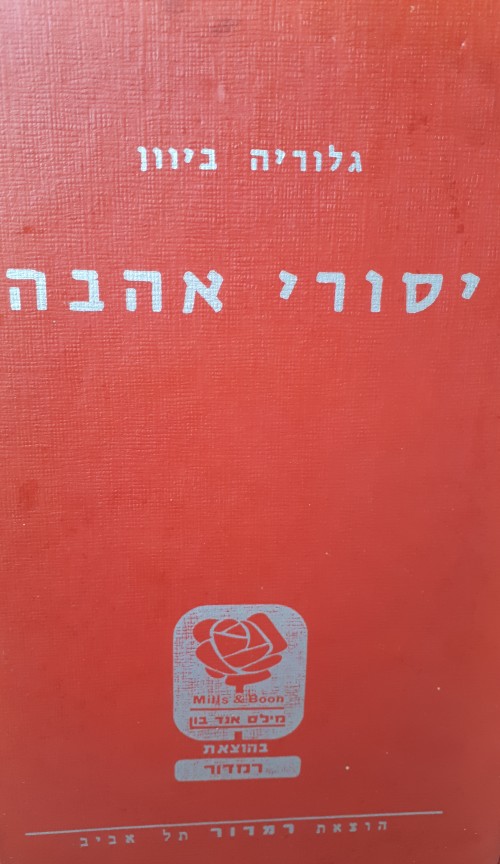 גלוריה ביוון
יסורי אהבה
Mills & Boon
מילס אנד בון
בהוצאת
רמדור
הוצאת רמדור תל אביב